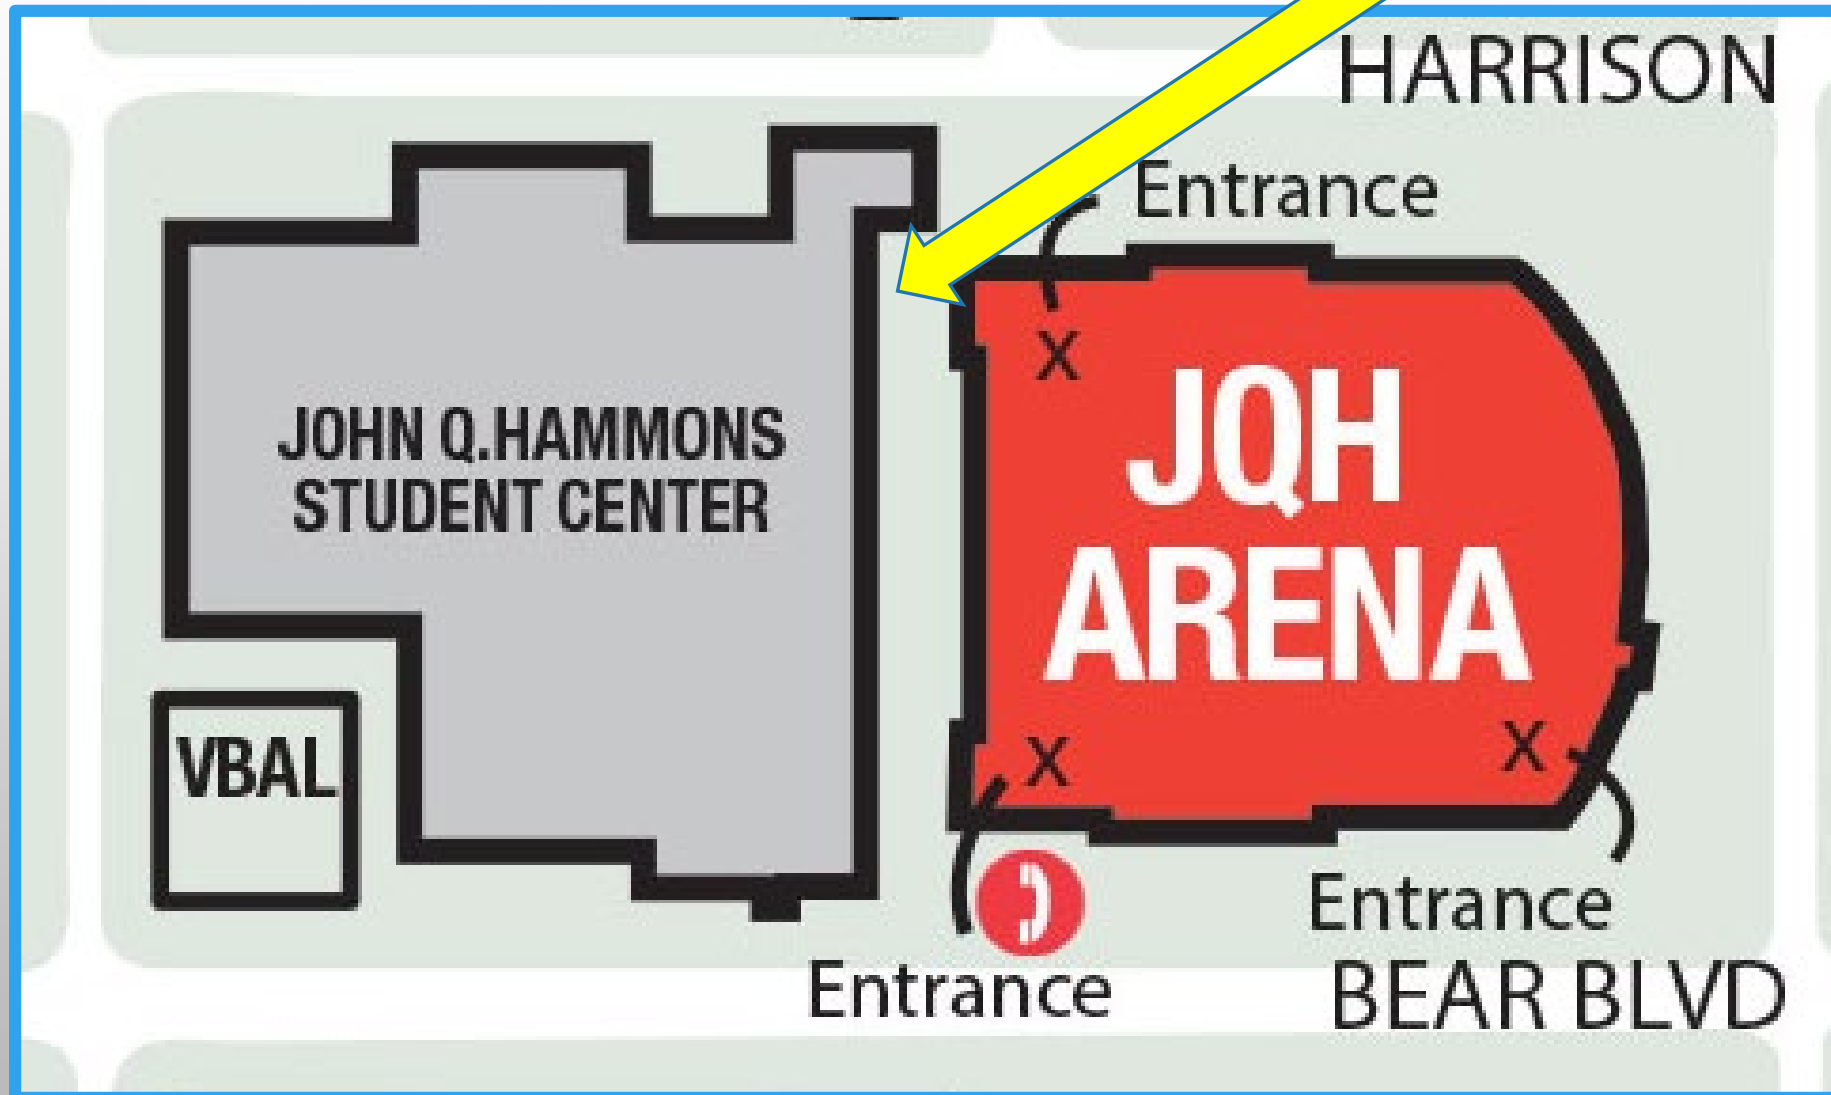 HARRISON
Entrance
X
JOHN Q.HAMMONS
STUDENT CENTER
JQH
ARENA
VBAL
X
X
Entrance
Entrance
BEAR BLVD